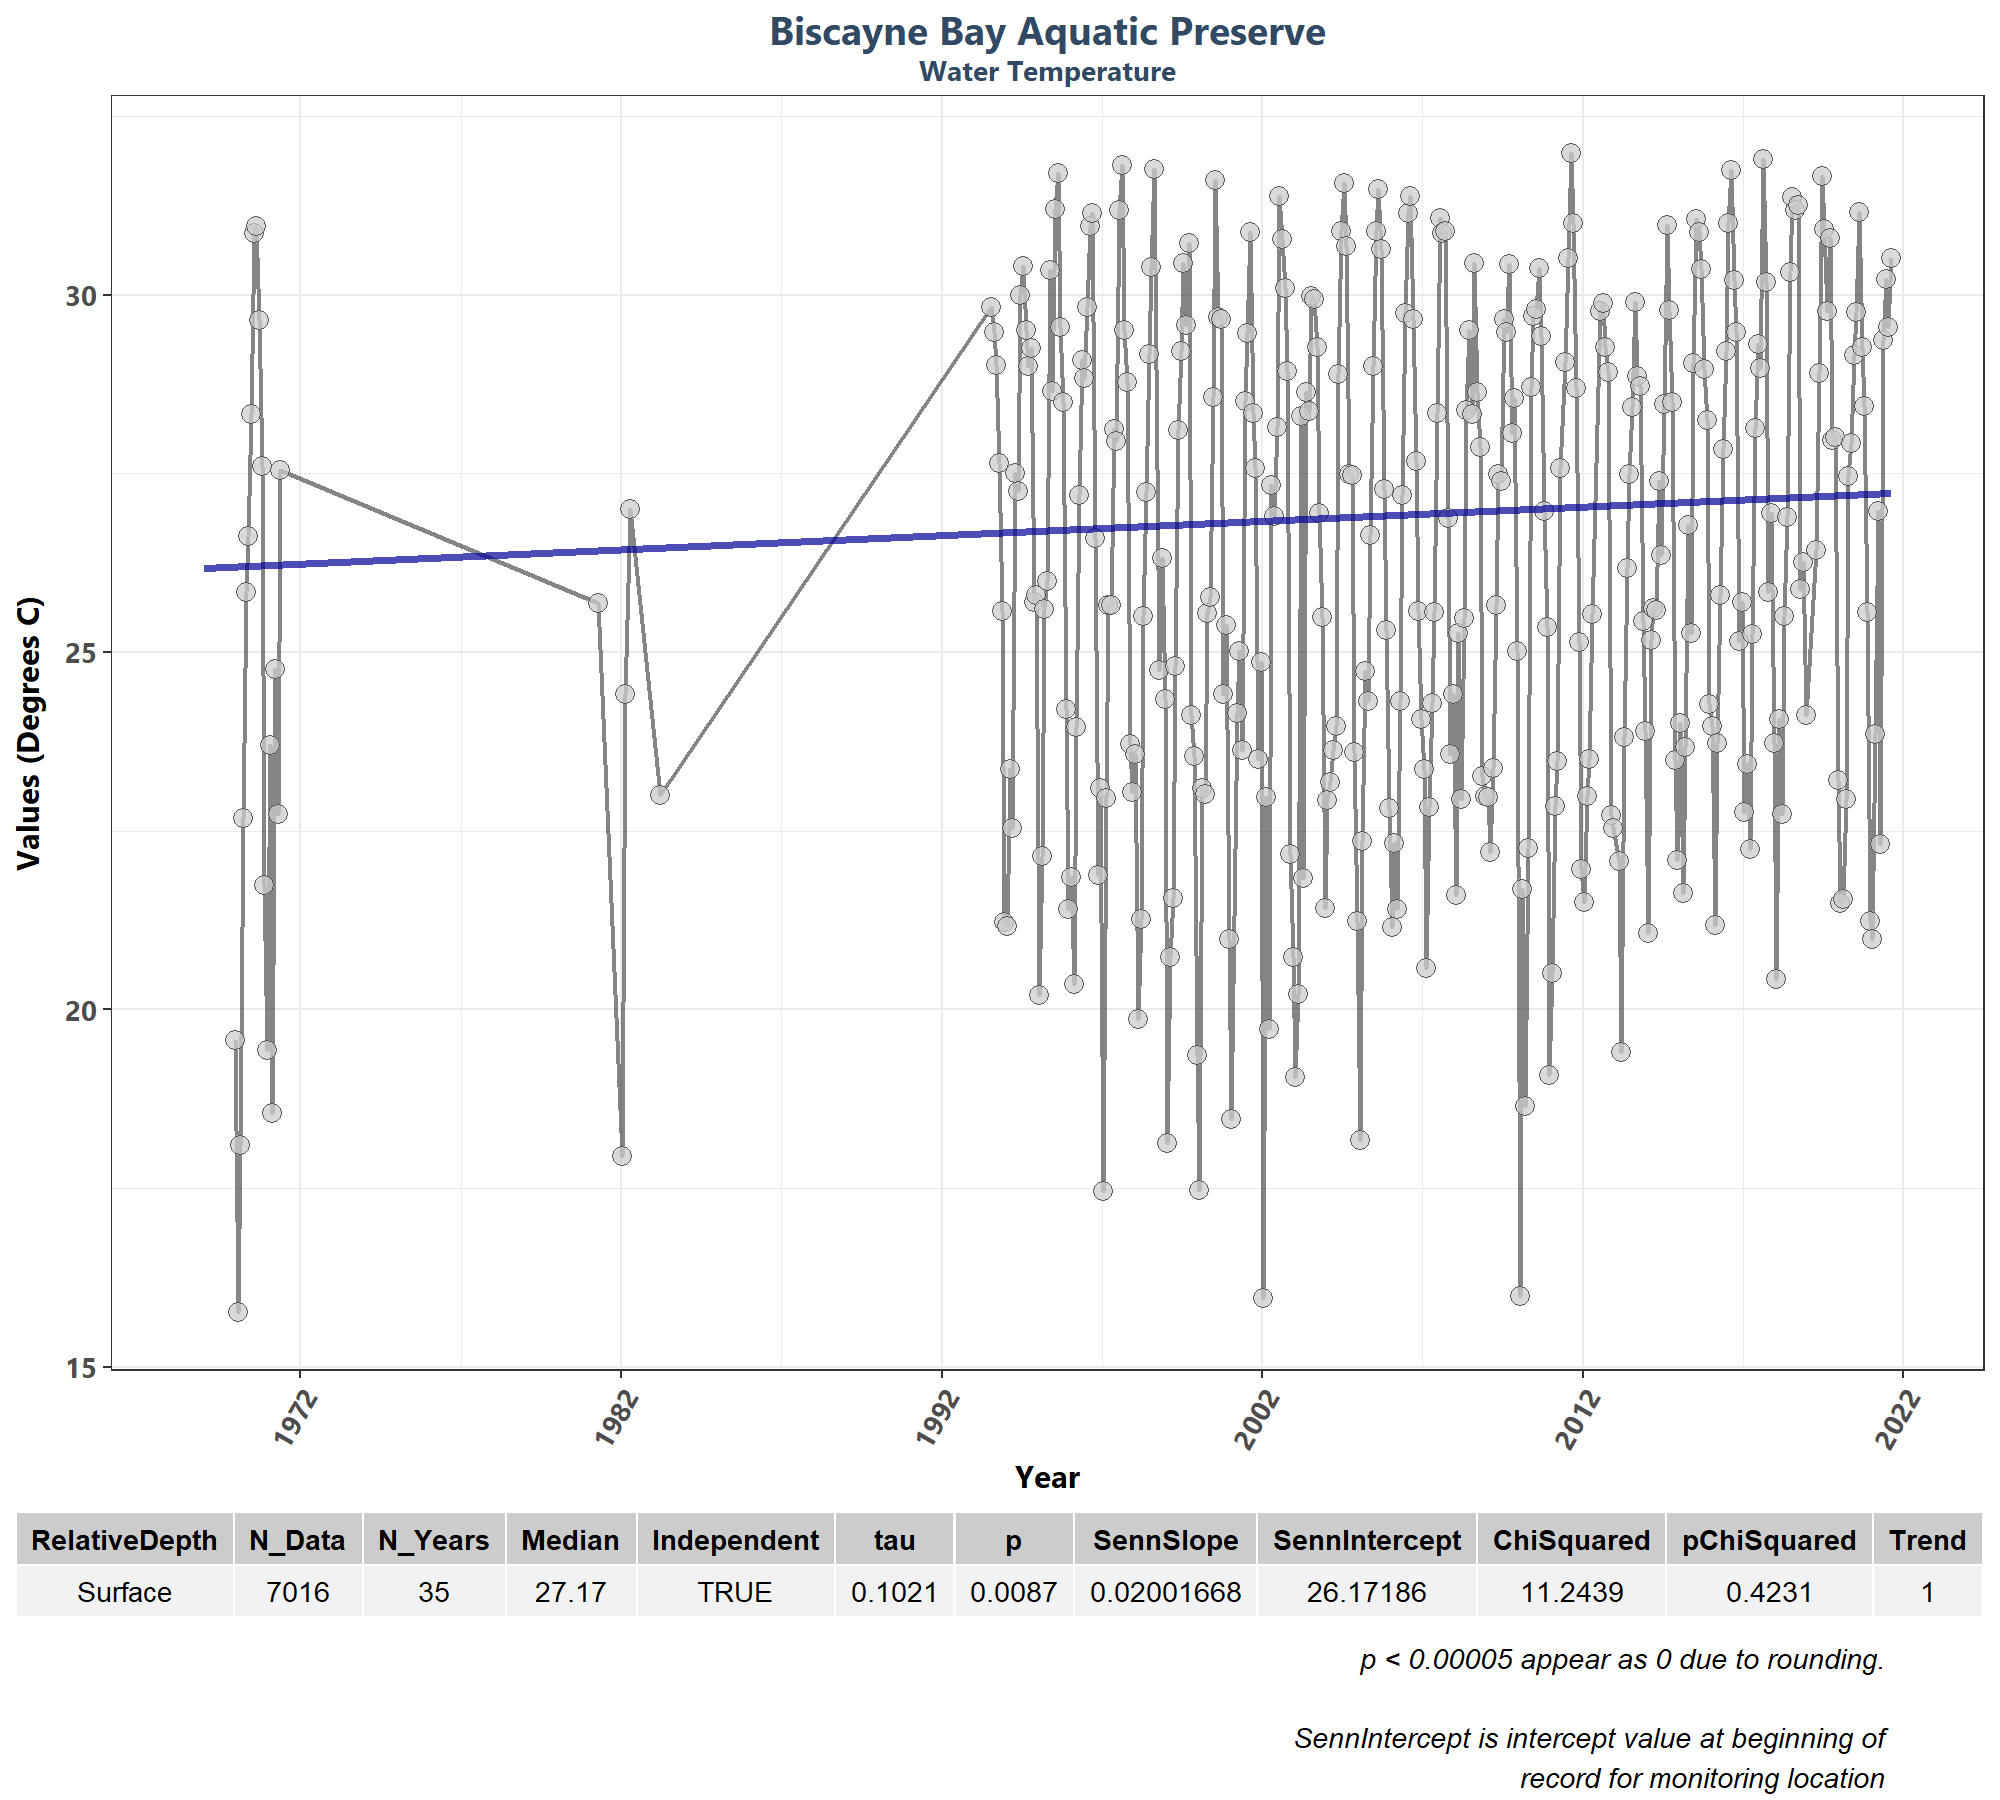 Biscayne Bay Aquatic Preserve
Water Temperature
Values (Degrees C)
30
25
20
15
1972
1982
1992
2002
2012
2022
Year
RelativeDepth N_Data N_Years Median Independent tau p SennSlope SennIntercept ChiSquared pChiSquared Trend
Surface 7016 35 27.17 TRUE 0.1021 0.0087 0.02001668 26.17186 11.2439 0.4231 1
p < 0.00005 appear as 0 due to rounding.
SennIntercept is intercept value at beginning of
record for monitoring location